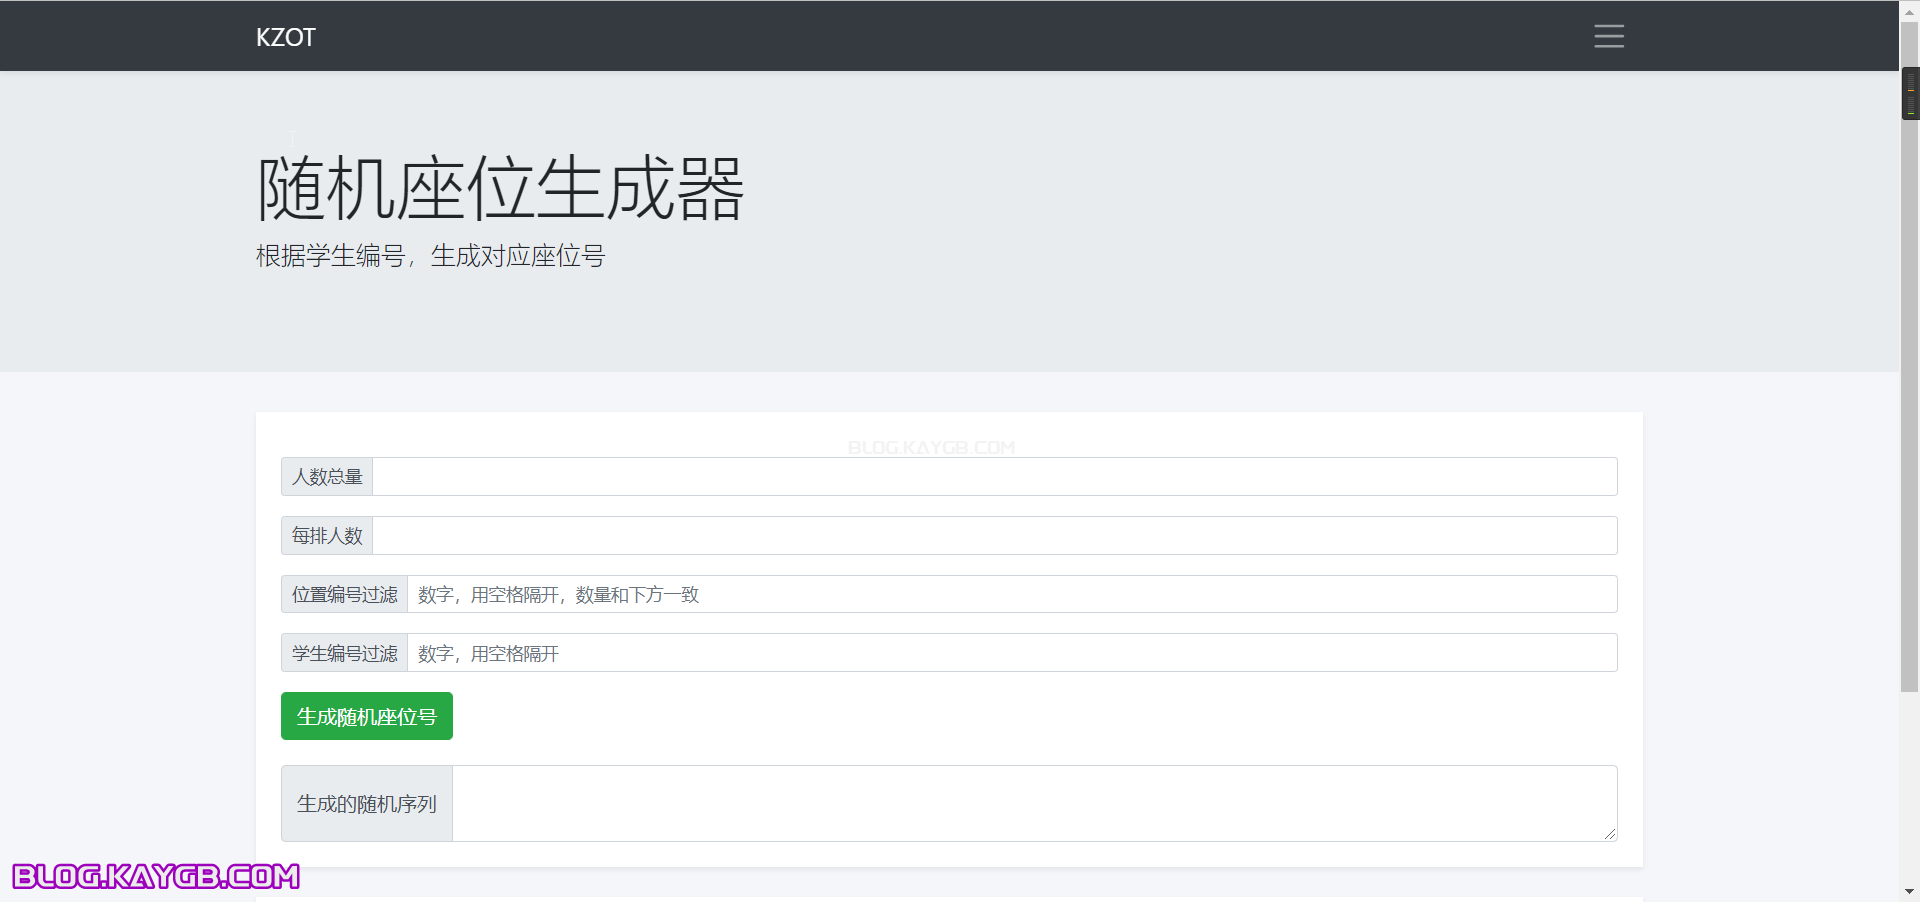 KZOT
随机座位生成器
根据学生编号，生成对应座位号
BLOG.KAYGB.COM
人数总量
每排人数
位置编号过滤 数字，用空格隔开，数量和下方一致
学生编号过滤 数字，用空格隔开
生成随机座位号
生成的随机序列
BLOG.KAYGB.COM